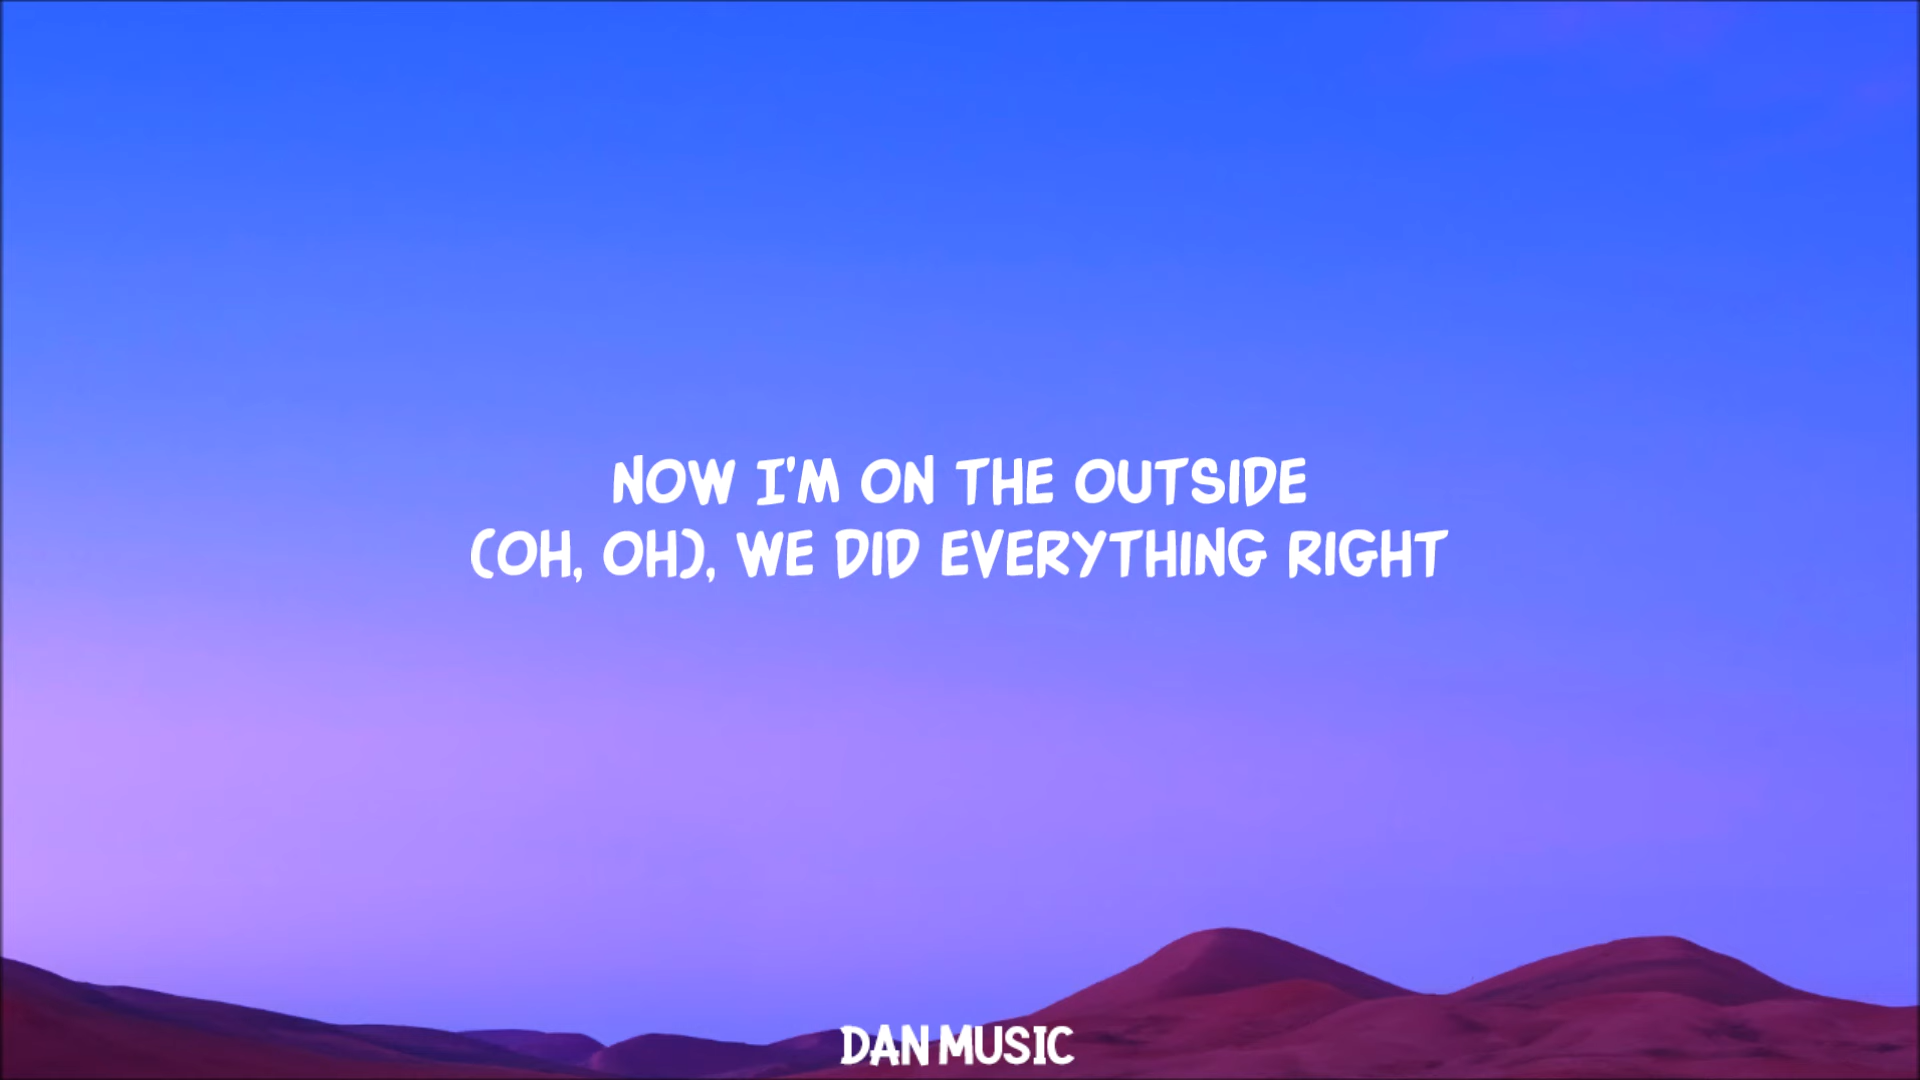 NOW I'M ON THE OUTSIDE
(OH, OH), WE DID EVERYTHING RIGHT
DAN MUSIC